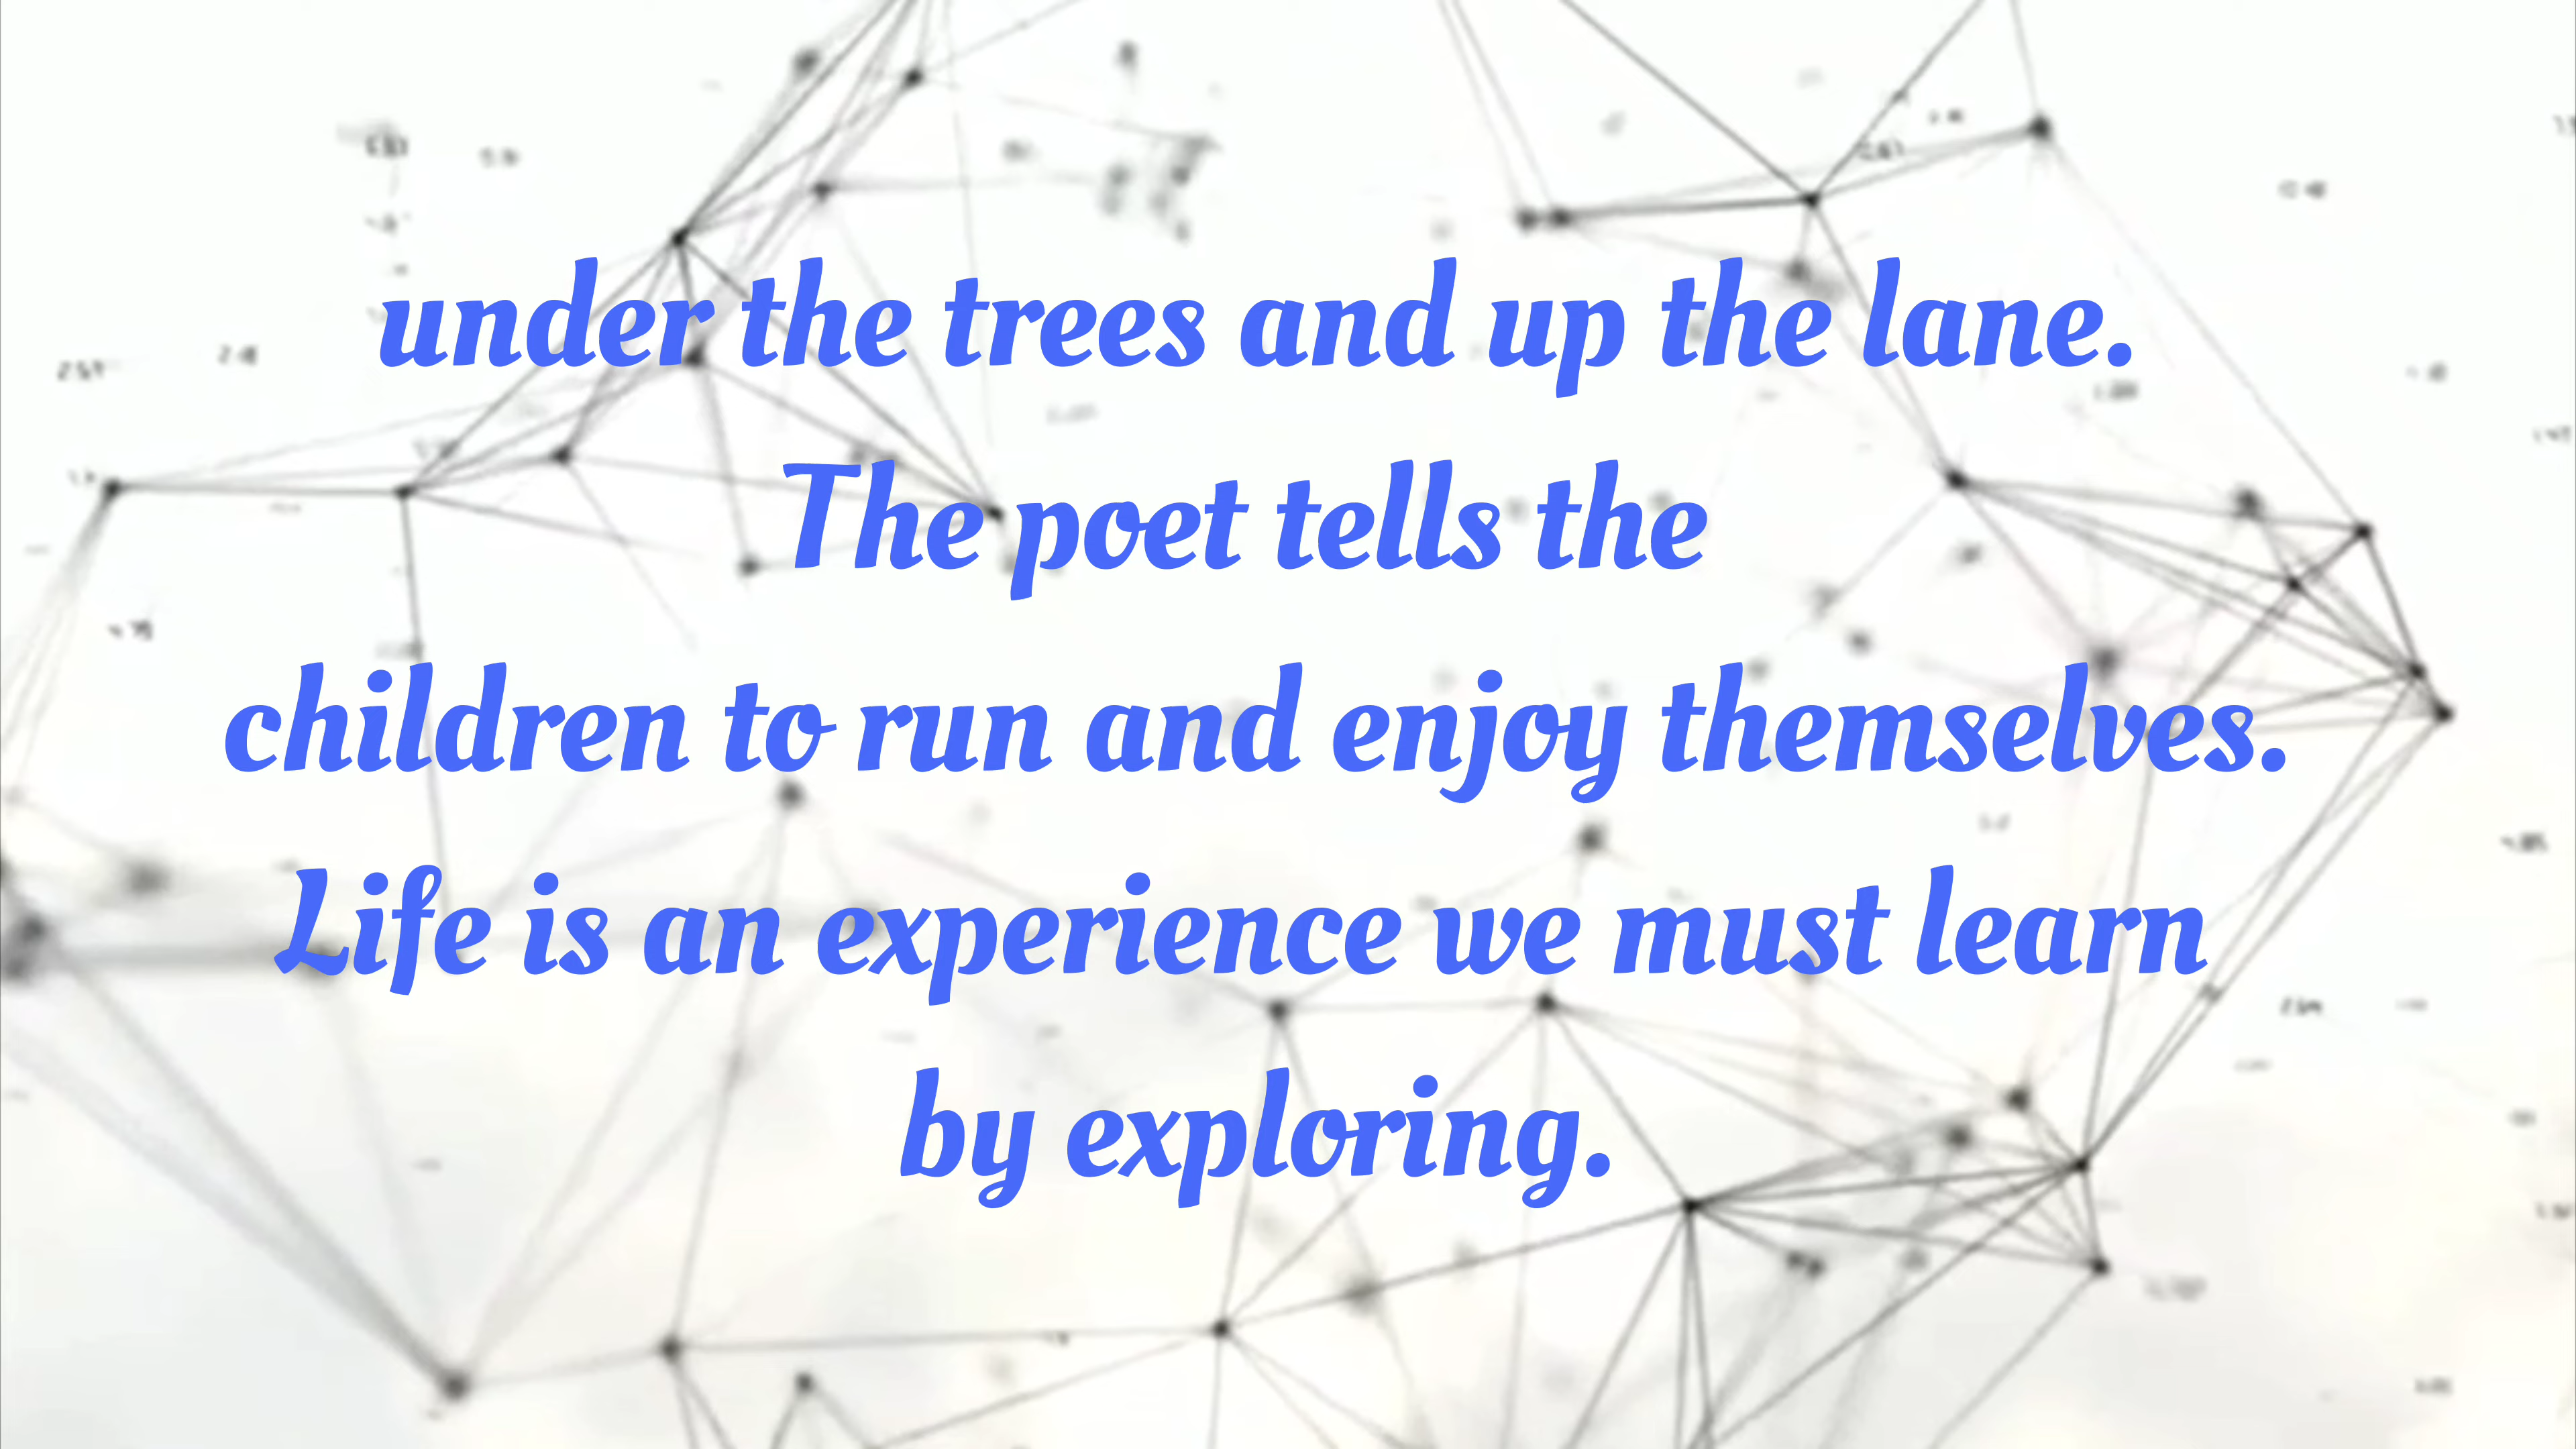 under the trees and up the lane.
The poet tells the
children to run and enjoy themselves.
Life is an experience we must learn
by exploring.